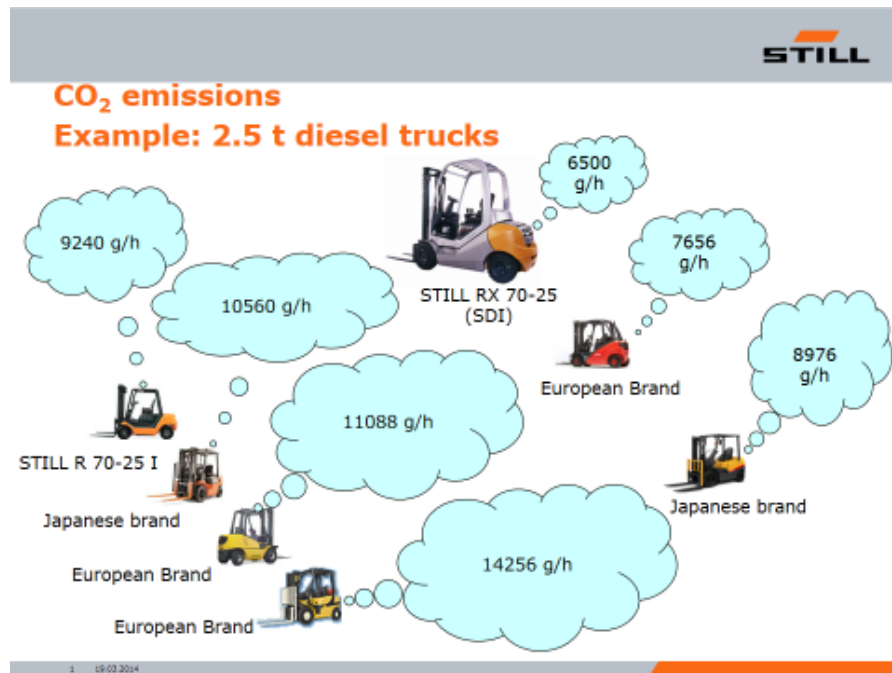 STILL
CO₂ emissions
Example: 2.5 t diesel trucks
6500
g/h
9240 g/h
7656
g/h
10560 g/h
STILL RX 70-25
(SDI)
8976
g/h
European Brand
11088 g/h
STILL R 70-25 I
Japanese brand
Japanese brand
European Brand
14256 g/h
European Brand
1 19.03.2014